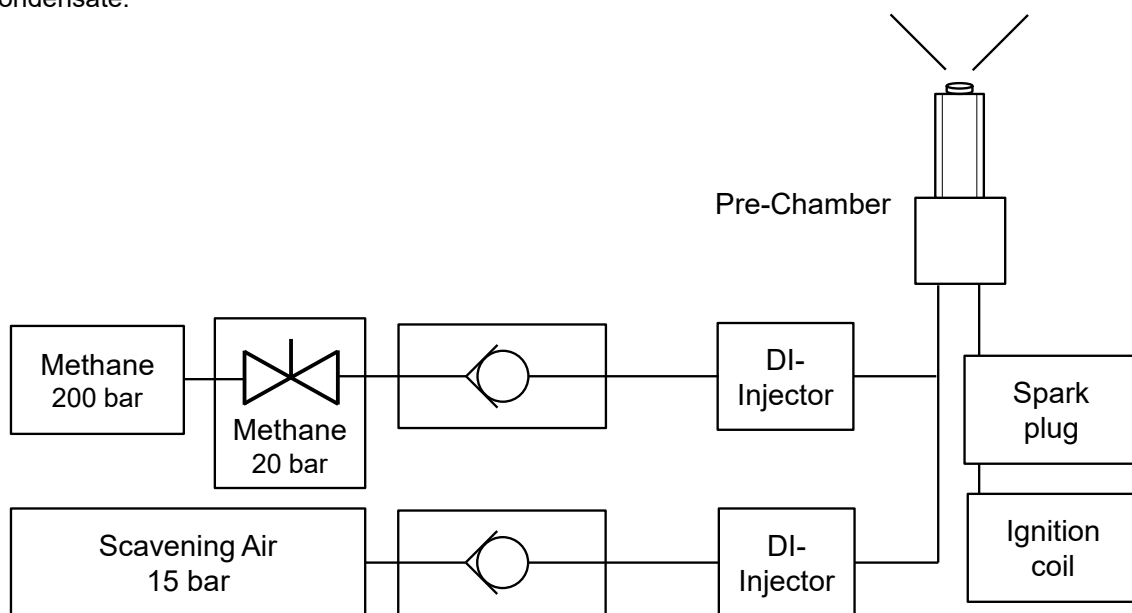 ondensate.
Pre-Chamber
Methane
200 bar
Methane
20 bar
DI-
Injector
Spark
plug
Scavening Air
15 bar
DI-
Injector
Ignition
coil